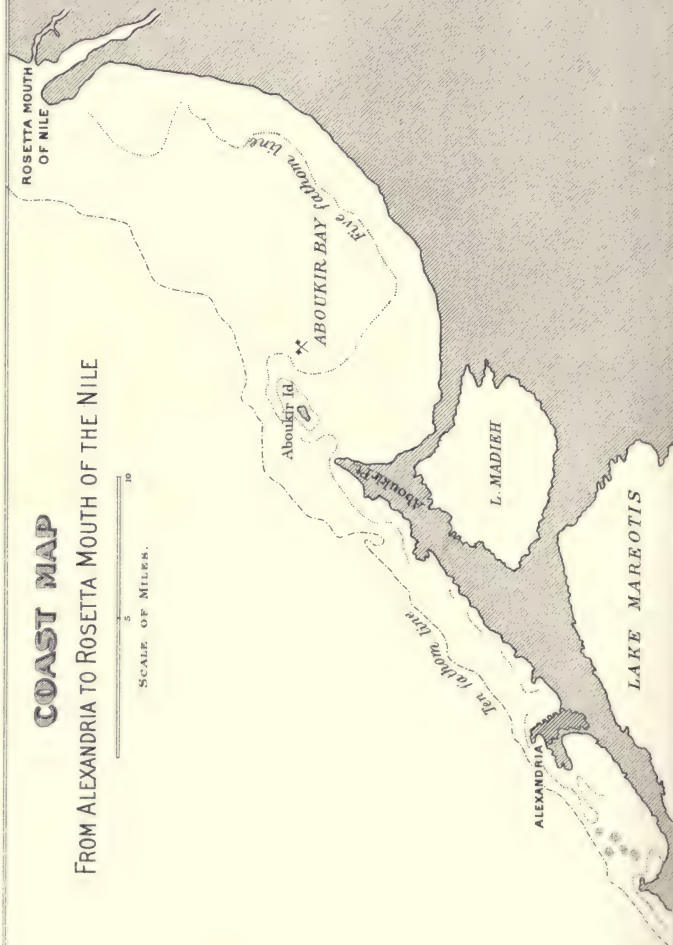 COAST MAP
FROM ALEXANDRIA TO ROSETTA MOUTH OF THE NILE
5
10
SCALE OF MILES.
ROSETTA MOUTH
OF NILE
Five fathom line
ABOUKIR BAY
Aboukir Id.
Aboukir Pt.
L. MADIEH
Ten fathom line
ALEXANDRIA
LAKE MAREOTIS